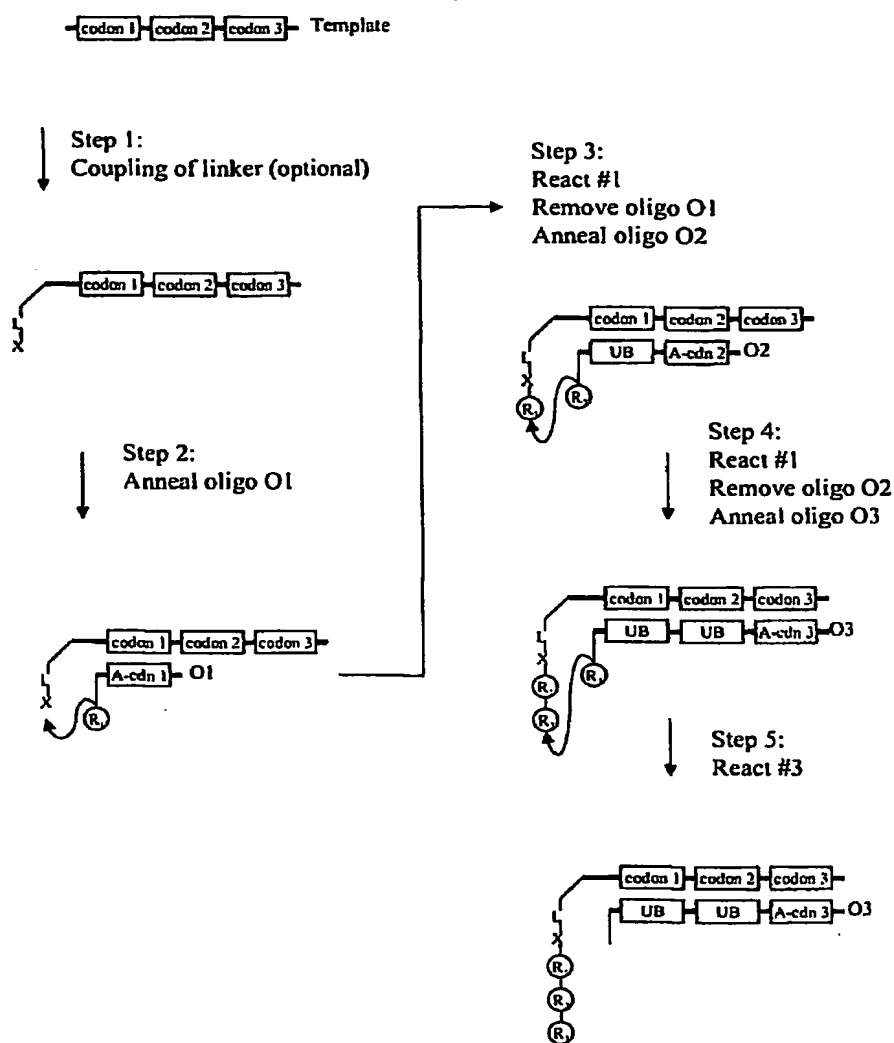 codon 1 codon 2 codon 3 Template
Step 1:
Coupling of linker (optional)
codon 1 codon 2 codon 3
L
X
Step 2:
Anneal oligo O1
codon 1 codon 2 codon 3
L
A-cdn 1 O1
X
R₁
Step 3:
React #1
Remove oligo O1
Anneal oligo O2
codon 1 codon 2 codon 3
L
UB A-cdn 2 O2
X
R
R
Step 4:
React #1
Remove oligo O2
Anneal oligo O3
codon 1 codon 2 codon 3
L
UB UB A-cdn 3 O3
X
R
R
R
Step 5:
React #3
codon 1 codon 2 codon 3
L
UB UB A-cdn 3 O3
X
R
R
R